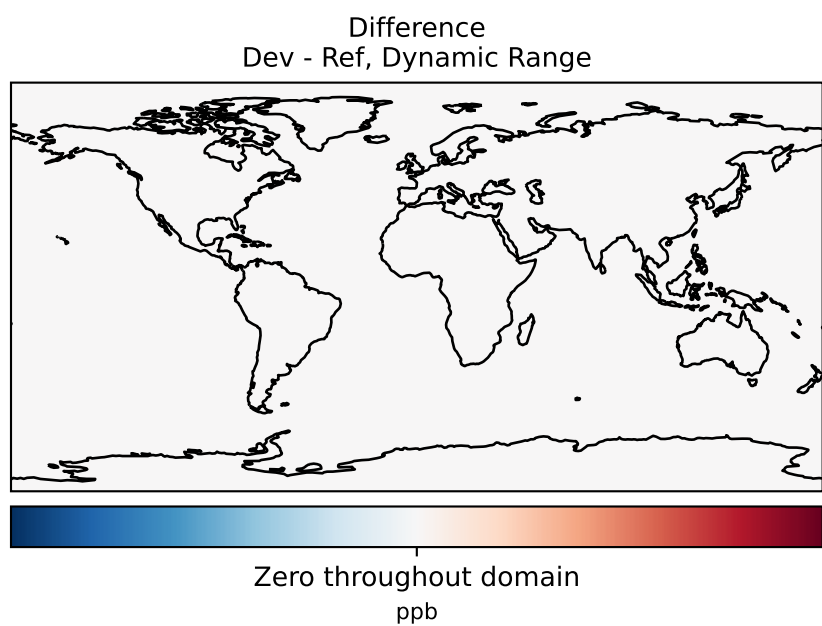 Difference
Dev - Ref, Dynamic Range
Zero throughout domain
ppb